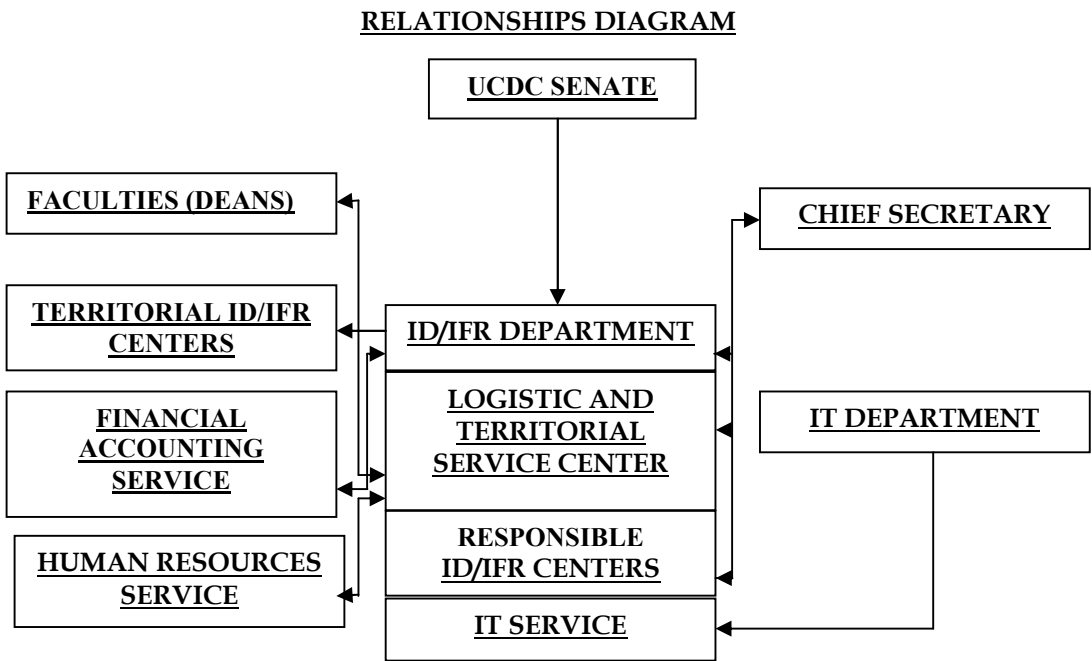 RELATIONSHIPS DIAGRAM
UCDC SENATE
FACULTIES (DEANS)
CHIEF SECRETARY
TERRITORIAL ID/IFR
CENTERS
ID/IFR DEPARTMENT
FINANCIAL
ACCOUNTING
SERVICE
LOGISTIC AND
TERRITORIAL
SERVICE CENTER
IT DEPARTMENT
HUMAN RESOURCES
SERVICE
RESPONSIBLE
ID/IFR CENTERS
IT SERVICE